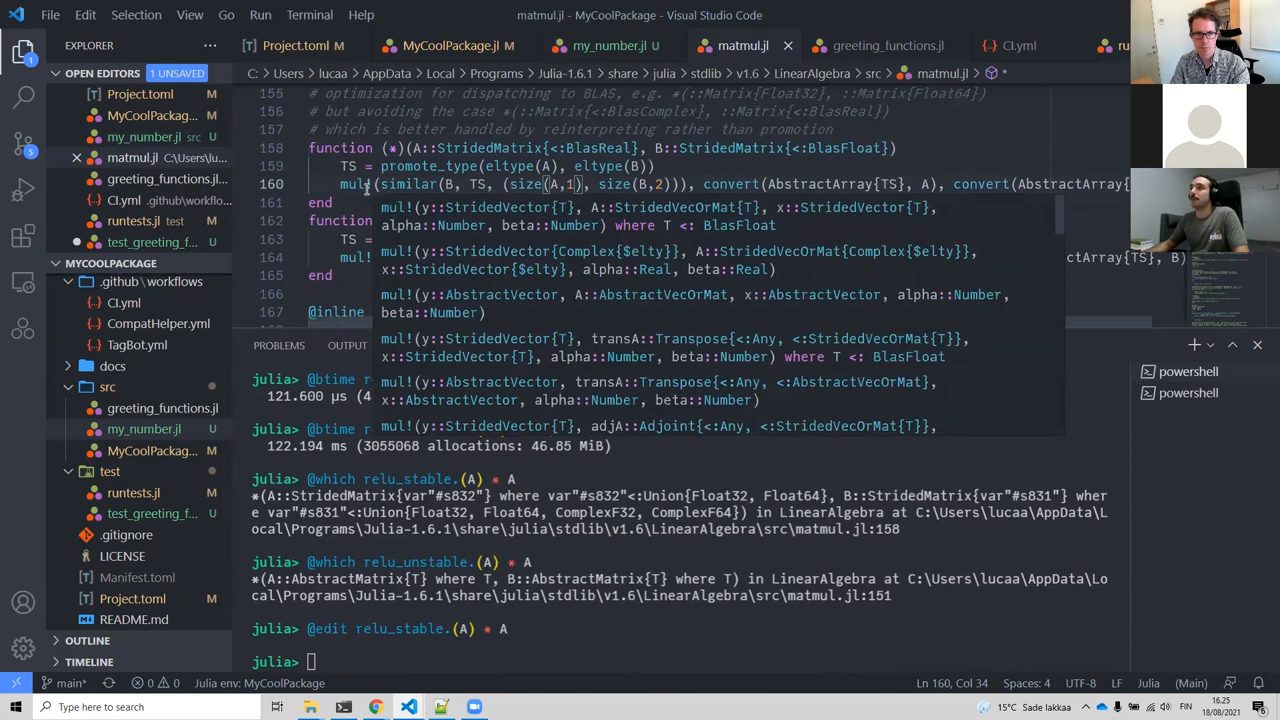 File Edit Selection View Go Run Terminal Help
matmul.jl - MyCoolPackage - Visual Studio Code
EXPLORER
Project.toml M
MyCoolPackage.jl M
my_number.jl U
matmul.jl
greeting_functions.jl
CI.yml
OPEN EDITORS 1 UNSAVED
Project.toml M
MyCoolPackag... M
my_number.jl src U
matmul.jl C:\Users\lu...
greeting_functions.jl...
CI.yml .github\workflo...
runtests.jl test
test_greeting_f... U
MYCOOLPACKAGE
.github\workflows
CI.yml
CompatHelper.yml
TagBot.yml
docs
src
greeting_functions.jl
my_number.jl U
MyCoolPackag... M
test
runtests.jl
test_greeting_f... U
.gitignore
LICENSE
Manifest.toml
Project.toml M
README.md
OUTLINE
TIMELINE
C: > Users > lucaa > AppData > Local > Programs > Julia-1.6.1 > share > julia > stdlib > v1.6 > LinearAlgebra > src > matmul.jl >
155 # optimization for dispatching to BLAS, e.g. *(::Matrix{Float32}, ::Matrix{Float64})
156 # but avoiding the case *(::Matrix{BlasComplex}, ::Matrix{BlasReal})
157 # which is better handled by reinterpreting rather than promotion
158 function (*)(A::StridedMatrix{<:BlasReal}, B::StridedMatrix{<:BlasFloat})
159 TS = promote_type(eltype(A), eltype(B))
160 mul!(similar(B, TS, (size(A,1), size(B,2))), convert(AbstractArray{TS}, A), convert(AbstractArray{
161 end
162 function
163 TS =
164 mul! tArray{TS}, B)
165 end
166
167 @inline
mul!(y::StridedVector{T}, A::StridedVecOrMat{T}, x::StridedVector{T},
alpha::Number, beta::Number) where T <: BlasFloat
mul!(y::StridedVector{Complex{$elty}}, A::StridedVecOrMat{Complex{$elty}},
x::StridedVector{$elty}, alpha::Real, beta::Real)
mul!(y::AbstractVector, A::AbstractVecOrMat, x::AbstractVector, alpha::Number,
beta::Number)
mul!(y::StridedVector{T}, transA::Transpose{<:Any, <:StridedVecOrMat{T}},
x::StridedVector{T}, alpha::Number, beta::Number) where T <: BlasFloat
mul!(y::AbstractVector, transA::Transpose{<:Any, <:AbstractVecOrMat},
x::AbstractVector, alpha::Number, beta::Number)
mul!(y::StridedVector{T}, adjA::Adjoint{<:Any, <:StridedVecOrMat{T}},
PROBLEMS OUTPUT
powershell
powershell
julia> @btime re
121.600 μs (4
julia> @btime re
122.194 ms (3055068 allocations: 46.85 MiB)
julia> @which relu_stable.(A) * A
*(A::StridedMatrix{var"#s832"} where var"#s832"<:Union{Float32, Float64}, B::StridedMatrix{var"#s831"} wher
e var"#s831"<:Union{Float32, Float64, ComplexF32, ComplexF64}) in LinearAlgebra at C:\Users\lucaa\AppData\L
ocal\Programs\Julia-1.6.1\share\julia\stdlib\v1.6\LinearAlgebra\src\matmul.jl:158
julia> @which relu_unstable.(A) * A
*(A::AbstractMatrix{T} where T, B::AbstractMatrix{T} where T) in LinearAlgebra at C:\Users\lucaa\AppData\Lo
cal\Programs\Julia-1.6.1\share\julia\stdlib\v1.6\LinearAlgebra\src\matmul.jl:151
julia> @edit relu_stable.(A) * A
julia>
main* 0 0 Julia env: MyCoolPackage
Ln 160, Col 34 Spaces: 4 UTF-8 LF Julia (Main)
Type here to search
15°C Sade lakkaa FIN
16.25
18/08/2021
6